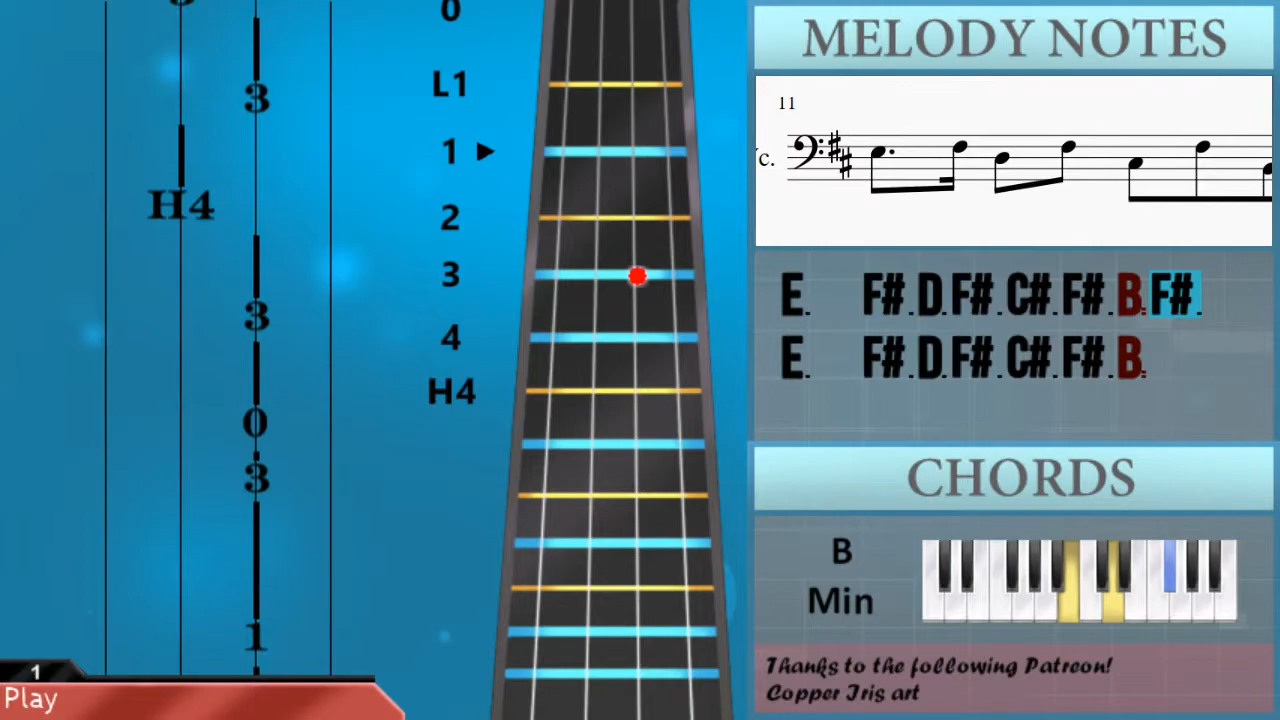 3
H4
3
0
3
1
0
L1
1
2
3
4
H4
MELODY NOTES
11
c.
E. F#.D.F#.C#.F#.B.F#.
E. F#.D.F#.C#.F#.B.
CHORDS
B
Min
Thanks to the following Patreon!
Copper Iris art
1
Play